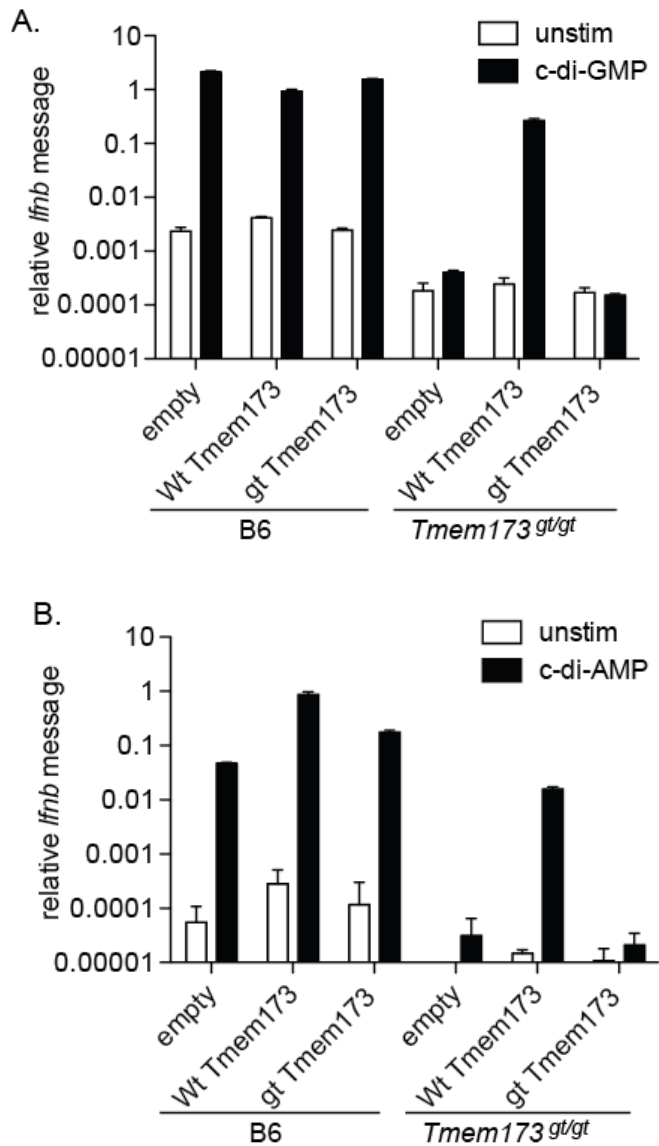 A.
unstim
c-di-GMP
relative Ifnb message
10
1
0.1
0.01
0.001
0.0001
0.00001
empty
Wt Tmem173
gt Tmem173
empty
Wt Tmem173
gt Tmem173
B6
Tmem173 gt/gt
B.
unstim
c-di-AMP
relative Ifnb message
10
1
0.1
0.01
0.001
0.0001
0.00001
empty
Wt Tmem173
gt Tmem173
empty
Wt Tmem173
gt Tmem173
B6
Tmem173 gt/gt